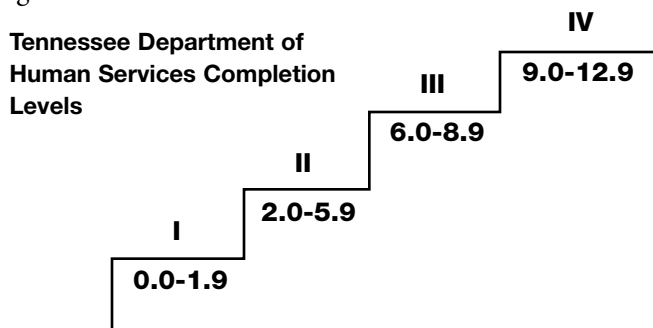 Tennessee Department of
Human Services Completion
Levels
IV
9.0-12.9
III
6.0-8.9
II
2.0-5.9
I
0.0-1.9